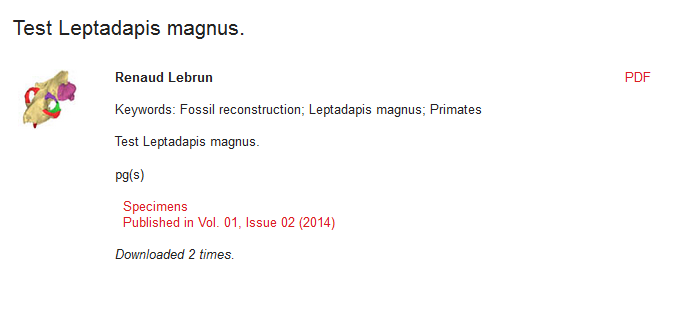 Test Leptadapis magnus.
Renaud Lebrun
PDF
Keywords: Fossil reconstruction; Leptadapis magnus; Primates
Test Leptadapis magnus.
pg(s)
Specimens
Published in Vol. 01, Issue 02 (2014)
Downloaded 2 times.